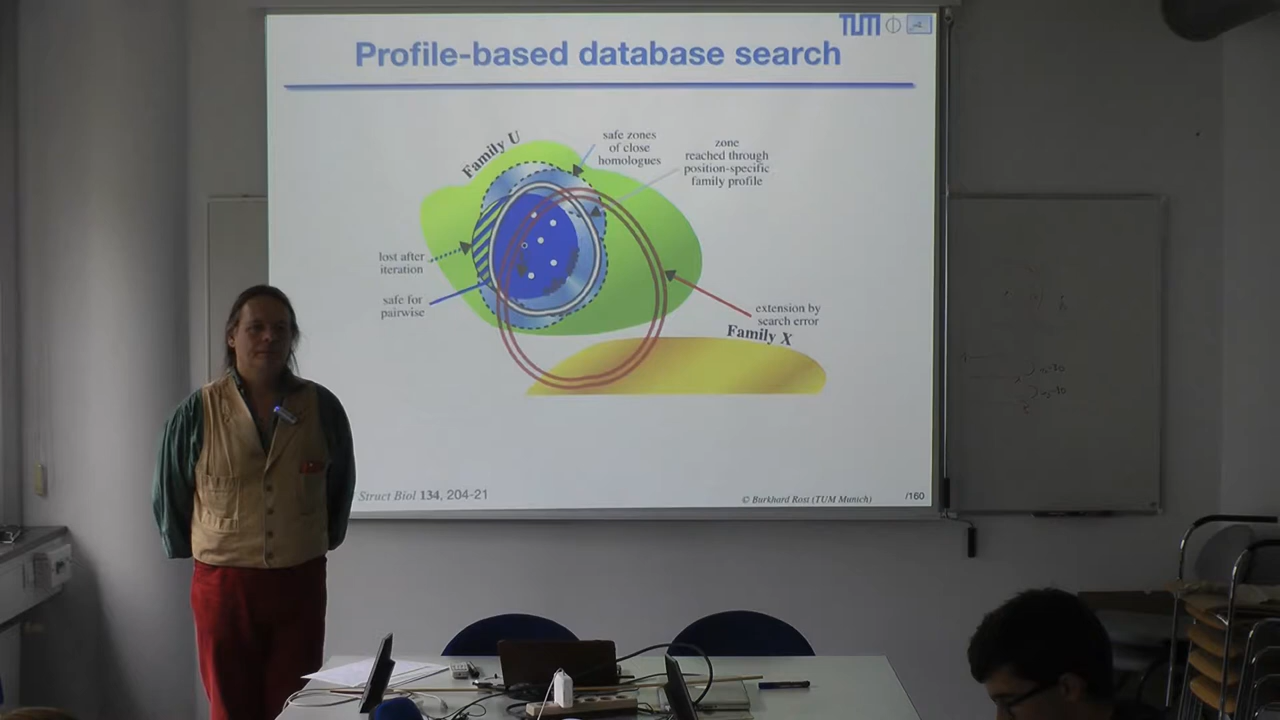 TUM
Profile-based database search
Family U
safe zones
of close
homologues
zone
reached through
position-specific
family profile
lost after
iteration
safe for
pairwise
extension by
search error
Family X
Struct Biol 134, 204-21
© Burkhard Rost (TUM Munich)
/160